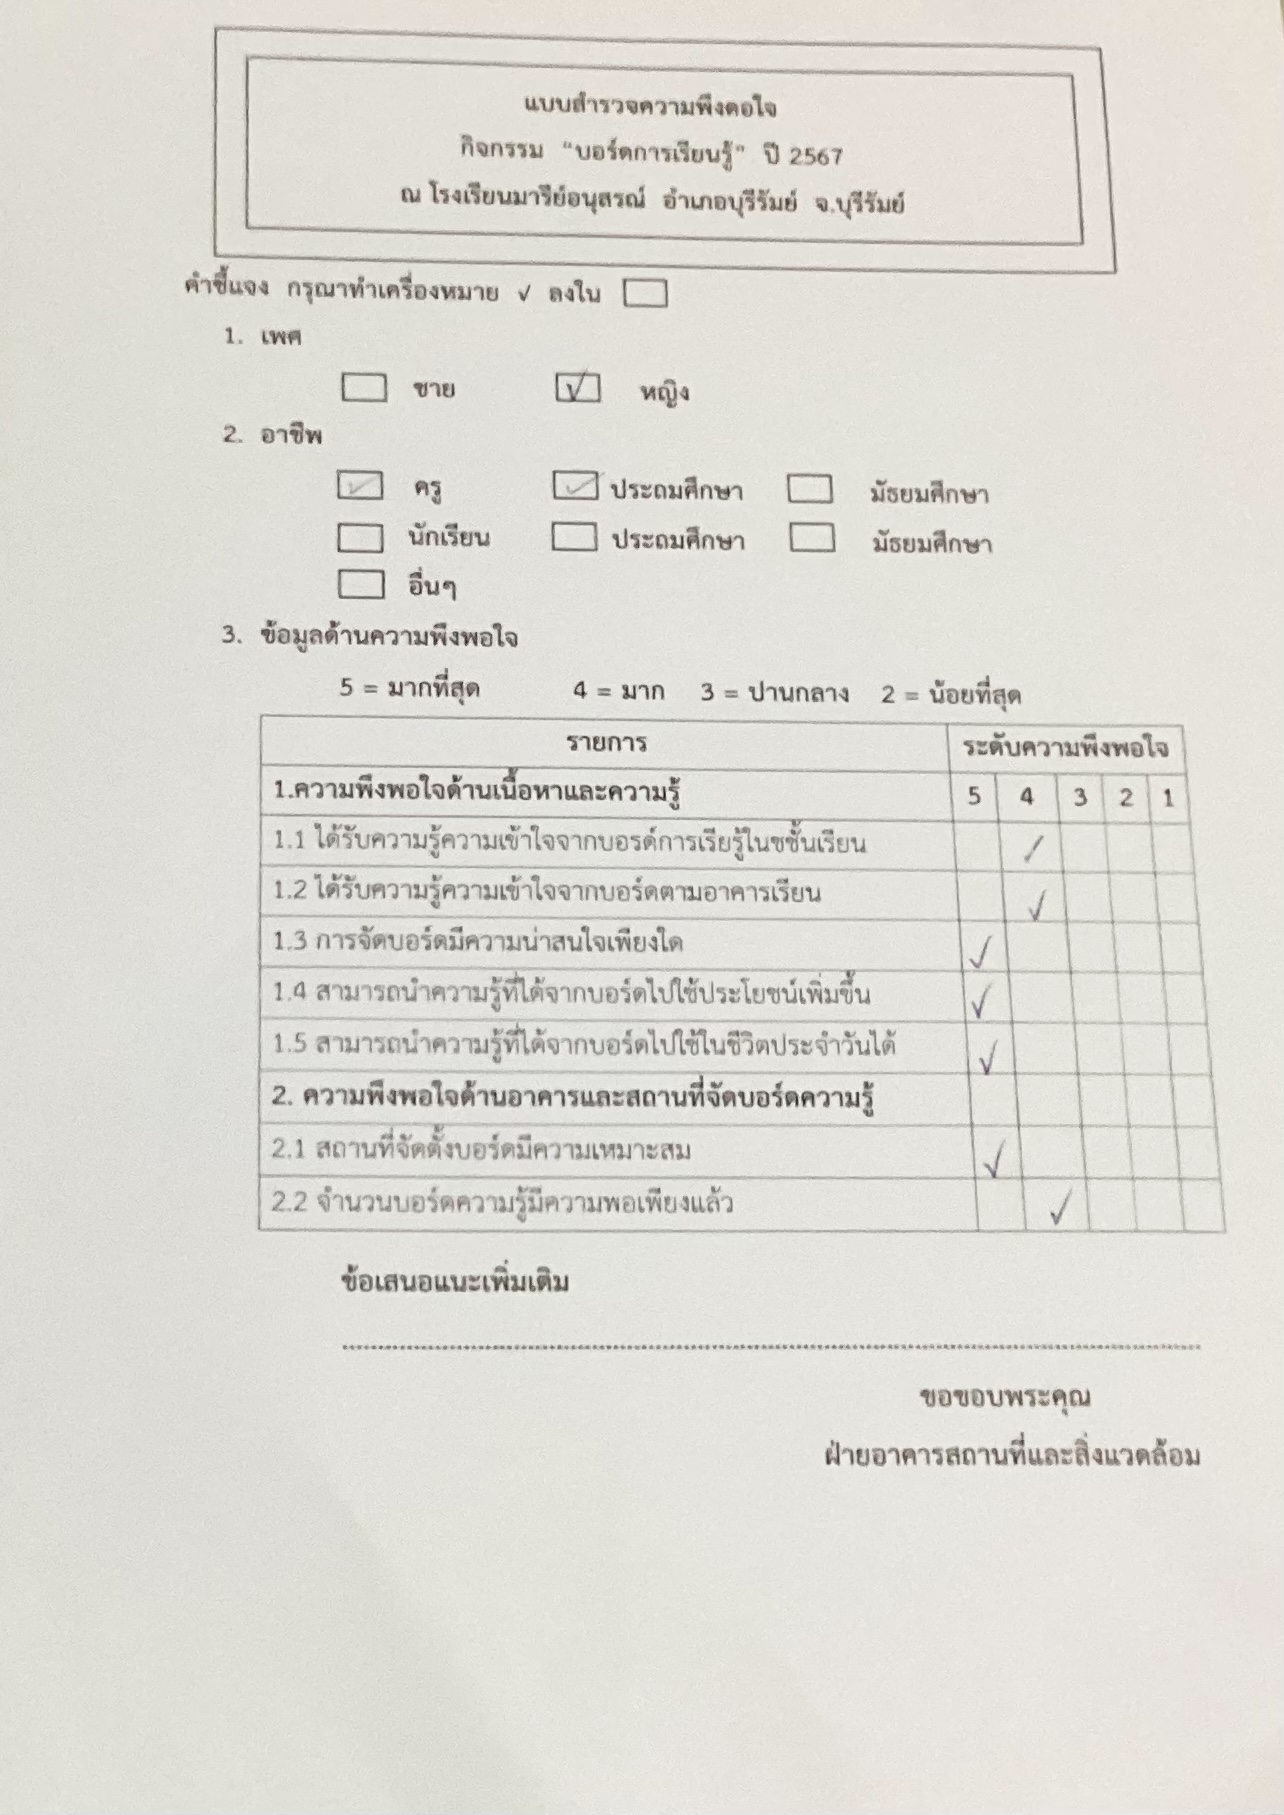 แบบสำรวจความพึงคอใจ
กิจกรรม “บอร์ดการเรียนรู้” ปี 2567
ณ โรงเรียนมารีย์อนุสรณ์ อำเภอบุรีรัมย์ จ.บุรีรัมย์
คำชี้แจง กรุณาทำเครื่องหมาย ✓ ลงใน
1. เพศ
ชาย ✓ หญิง
2. อาชีพ
✓ ครู ✓ ประถมศึกษา มัธยมศึกษา
นักเรียน ประถมศึกษา มัธยมศึกษา
อื่นๆ
3. ข้อมูลด้านความพึงพอใจ
5 = มากที่สุด 4 = มาก 3 = ปานกลาง 2 = น้อยที่สุด
รายการ ระดับความพึงพอใจ
1.ความพึงพอใจด้านเนื้อหาและความรู้ 5 4 3 2 1
1.1 ได้รับความรู้ความเข้าใจจากบอรด์การเรียรู้ในชชั้นเรียน ✓
1.2 ได้รับความรู้ความเข้าใจจากบอร์ดตามอาคารเรียน ✓
1.3 การจัดบอร์ดมีความน่าสนใจเพียงใด ✓
1.4 สามารถนำความรู้ที่ได้จากบอร์ดไปใช้ประโยชน์เพิ่มขึ้น ✓
1.5 สามารถนำความรู้ที่ได้จากบอร์ดไปใช้ในชีวิตประจำวันได้ ✓
2. ความพึงพอใจด้านอาคารและสถานที่จัดบอร์ดความรู้
2.1 สถานที่จัดตั้งบอร์ดมีความเหมาะสม ✓
2.2 จำนวนบอร์ดความรู้มีความพอเพียงแล้ว ✓
ข้อเสนอแนะเพิ่มเติม
ขอขอบพระคุณ
ฝ่ายอาคารสถานที่และสิ่งแวดล้อม